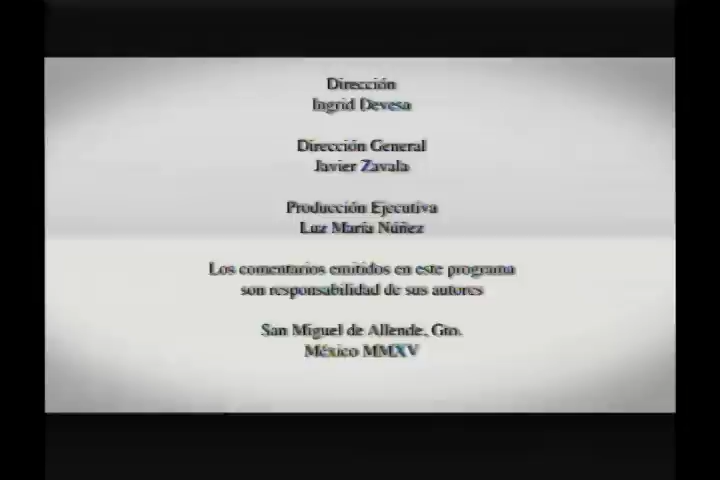 Dirección
Ingrid Devesa
Dirección General
Javier Zavala
Producción Ejecutiva
Luz María Núñez
Los comentarios emitidos en este programa
son responsabilidad de sus autores
San Miguel de Allende, Gto.
México MMXV